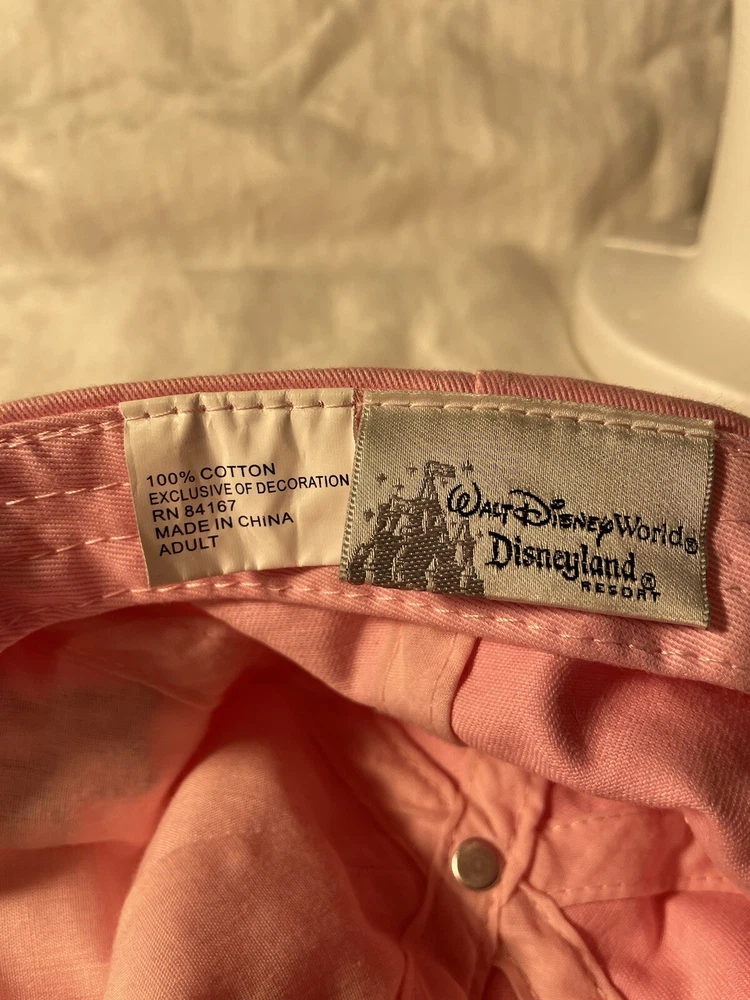 100% COTTON
EXCLUSIVE OF DECORATION
RN 84167
MADE IN CHINA
ADULT
WALT DISNEY World®
Disneyland®
RESORT